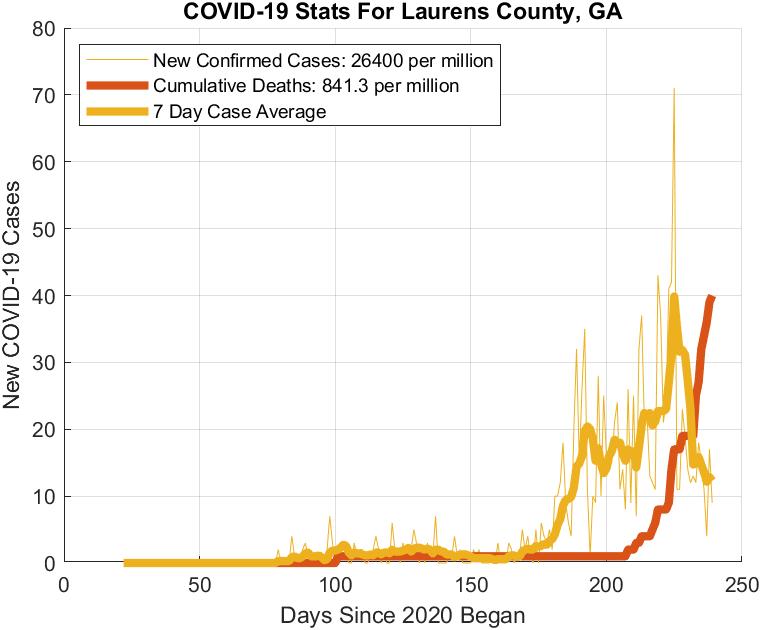 COVID-19 Stats For Laurens County, GA
80
70
60
50
40
30
20
10
0
New COVID-19 Cases
New Confirmed Cases: 26400 per million
Cumulative Deaths: 841.3 per million
7 Day Case Average
0 50 100 150 200 250
Days Since 2020 Began